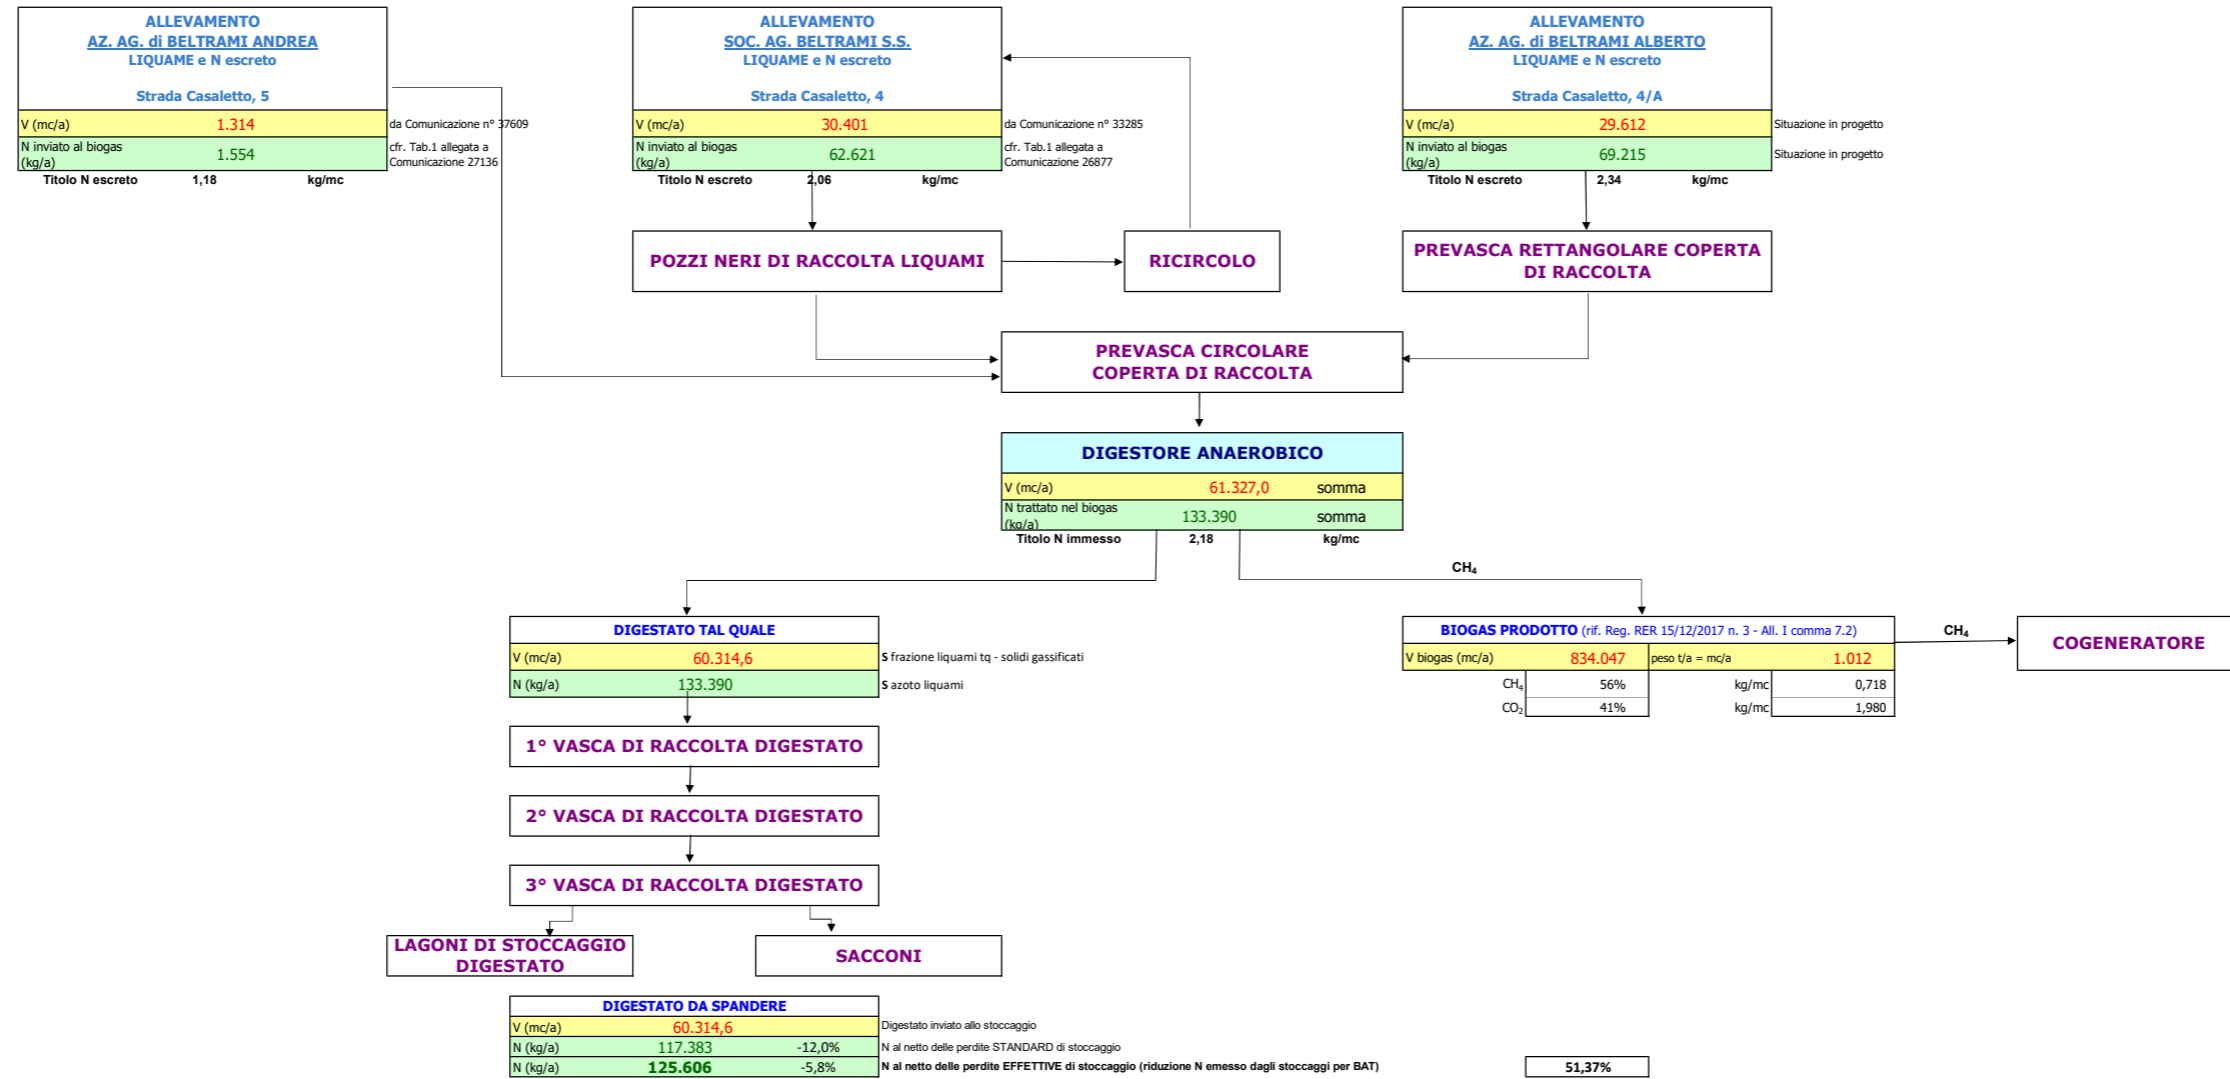 ALLEVAMENTO
AZ. AG. di BELTRAMI ANDREA
LIQUAME e N escreto
Strada Casaletto, 5
V (mc/a) 1.314 da Comunicazione n° 37609
N inviato al biogas
(kg/a) 1.554 cfr. Tab.1 allegata a
Comunicazione 27136
Titolo N escreto 1,18 kg/mc
ALLEVAMENTO
SOC. AG. BELTRAMI S.S.
LIQUAME e N escreto
Strada Casaletto, 4
V (mc/a) 30.401 da Comunicazione n° 33285
N inviato al biogas
(kg/a) 62.621 cfr. Tab.1 allegata a
Comunicazione 26877
Titolo N escreto 2,06 kg/mc
ALLEVAMENTO
AZ. AG. di BELTRAMI ALBERTO
LIQUAME e N escreto
Strada Casaletto, 4/A
V (mc/a) 29.612 Situazione in progetto
N inviato al biogas
(kg/a) 69.215 Situazione in progetto
Titolo N escreto 2,34 kg/mc
POZZI NERI DI RACCOLTA LIQUAMI
RICIRCOLO
PREVASCA RETTANGOLARE COPERTA
DI RACCOLTA
PREVASCA CIRCOLARE
COPERTA DI RACCOLTA
DIGESTORE ANAEROBICO
V (mc/a) 61.327,0 somma
N trattato nel biogas
(kg/a) 133.390 somma
Titolo N immesso 2,18 kg/mc
CH₄
DIGESTATO TAL QUALE
V (mc/a) 60.314,6 S frazione liquami tq - solidi gassificati
N (kg/a) 133.390 S azoto liquami
BIOGAS PRODOTTO (rif. Reg. RER 15/12/2017 n. 3 - All. I comma 7.2)
V biogas (mc/a) 834.047 peso t/a = mc/a 1.012
CH₄ 56% kg/mc 0,718
CO₂ 41% kg/mc 1,980
CH₄
COGENERATORE
1° VASCA DI RACCOLTA DIGESTATO
2° VASCA DI RACCOLTA DIGESTATO
3° VASCA DI RACCOLTA DIGESTATO
LAGONI DI STOCCAGGIO
DIGESTATO
SACCONI
DIGESTATO DA SPANDERE
V (mc/a) 60.314,6 Digestato inviato allo stoccaggio
N (kg/a) 117.383 -12,0% N al netto delle perdite STANDARD di stoccaggio
N (kg/a) 125.606 -5,8% N al netto delle perdite EFFETTIVE di stoccaggio (riduzione N emesso dagli stoccaggi per BAT) 51,37%